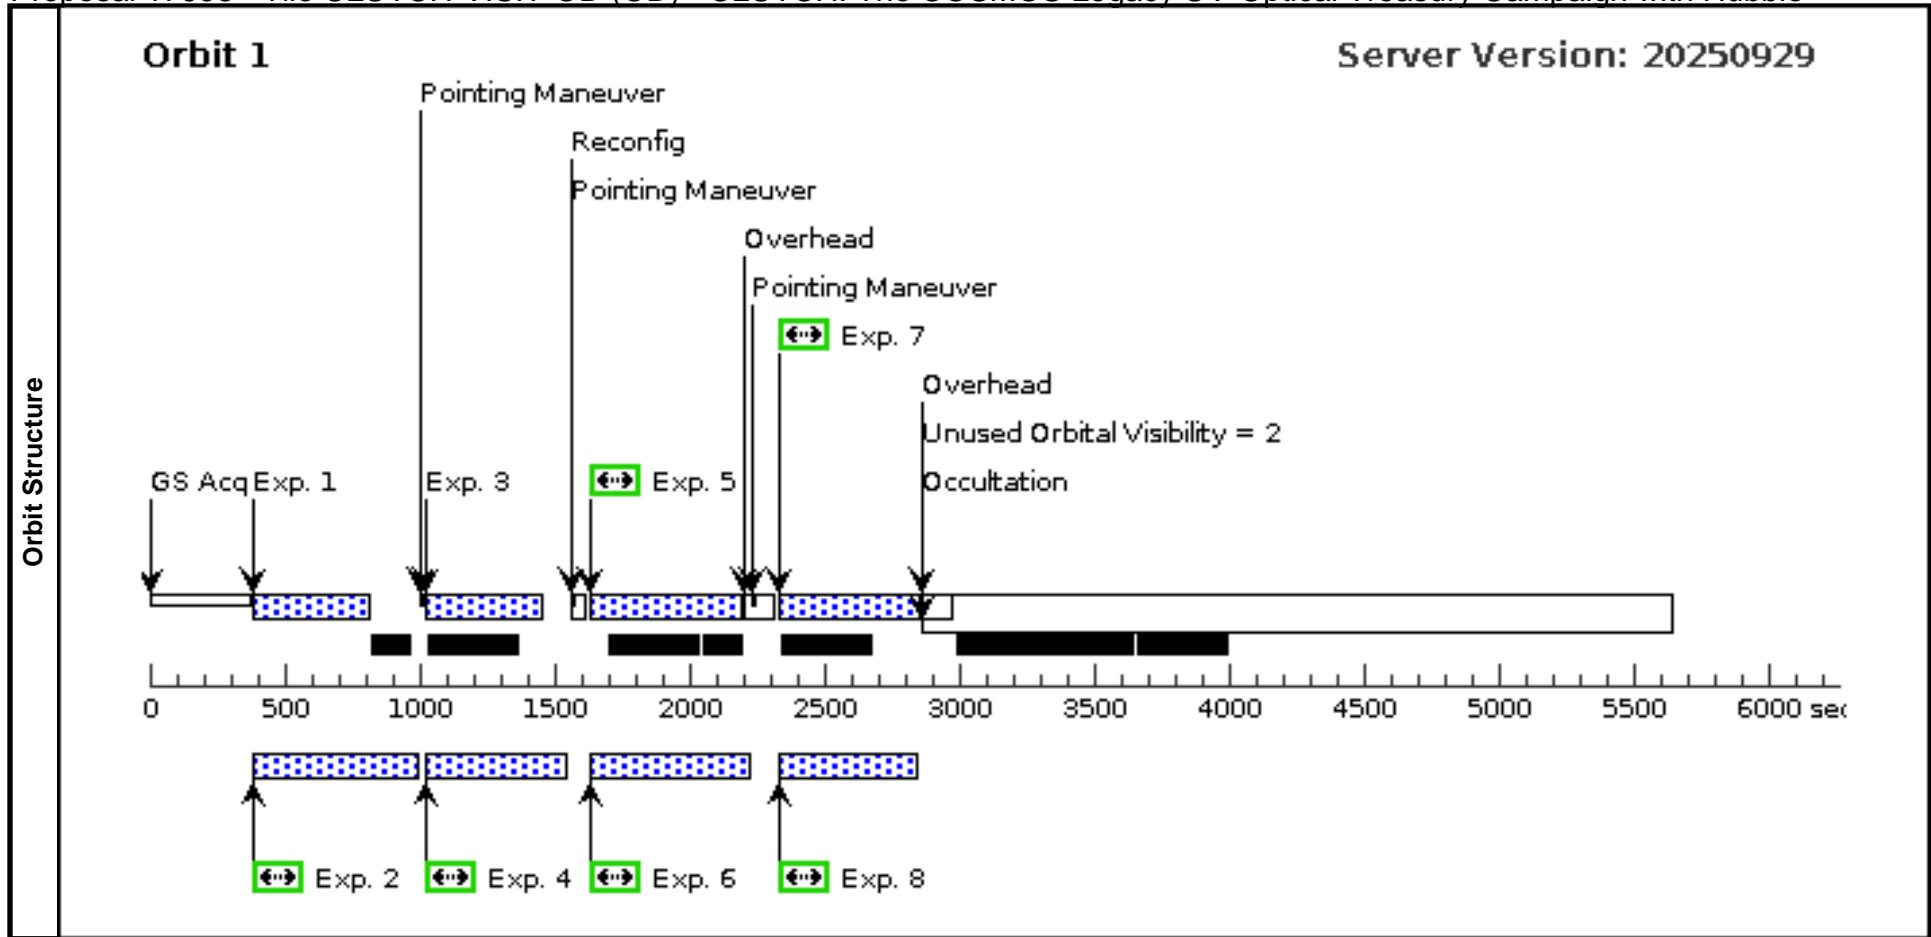 Orbit 1
Server Version: 20250929
Pointing Maneuver
Reconfig
Pointing Maneuver
Overhead
Pointing Maneuver
Exp. 7
Overhead
Unused Orbital Visibility = 2
GS Acq Exp. 1 Exp. 3 Exp. 5 Occultation
Orbit Structure
0 500 1000 1500 2000 2500 3000 3500 4000 4500 5000 5500 6000 sec
Exp. 2 Exp. 4 Exp. 6 Exp. 8